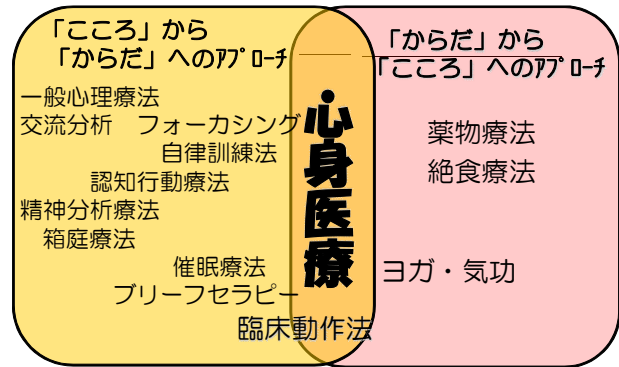 「こころ」から
「からだ」へのｱﾌﾟﾛｰﾁ
一般心理療法
交流分析　フォーカシング
自律訓練法
認知行動療法
精神分析療法
箱庭療法
催眠療法
ブリーフセラピー
臨床動作法
心身医療
「からだ」から
「こころ」へのｱﾌﾟﾛｰﾁ
薬物療法
絶食療法
ヨガ・気功